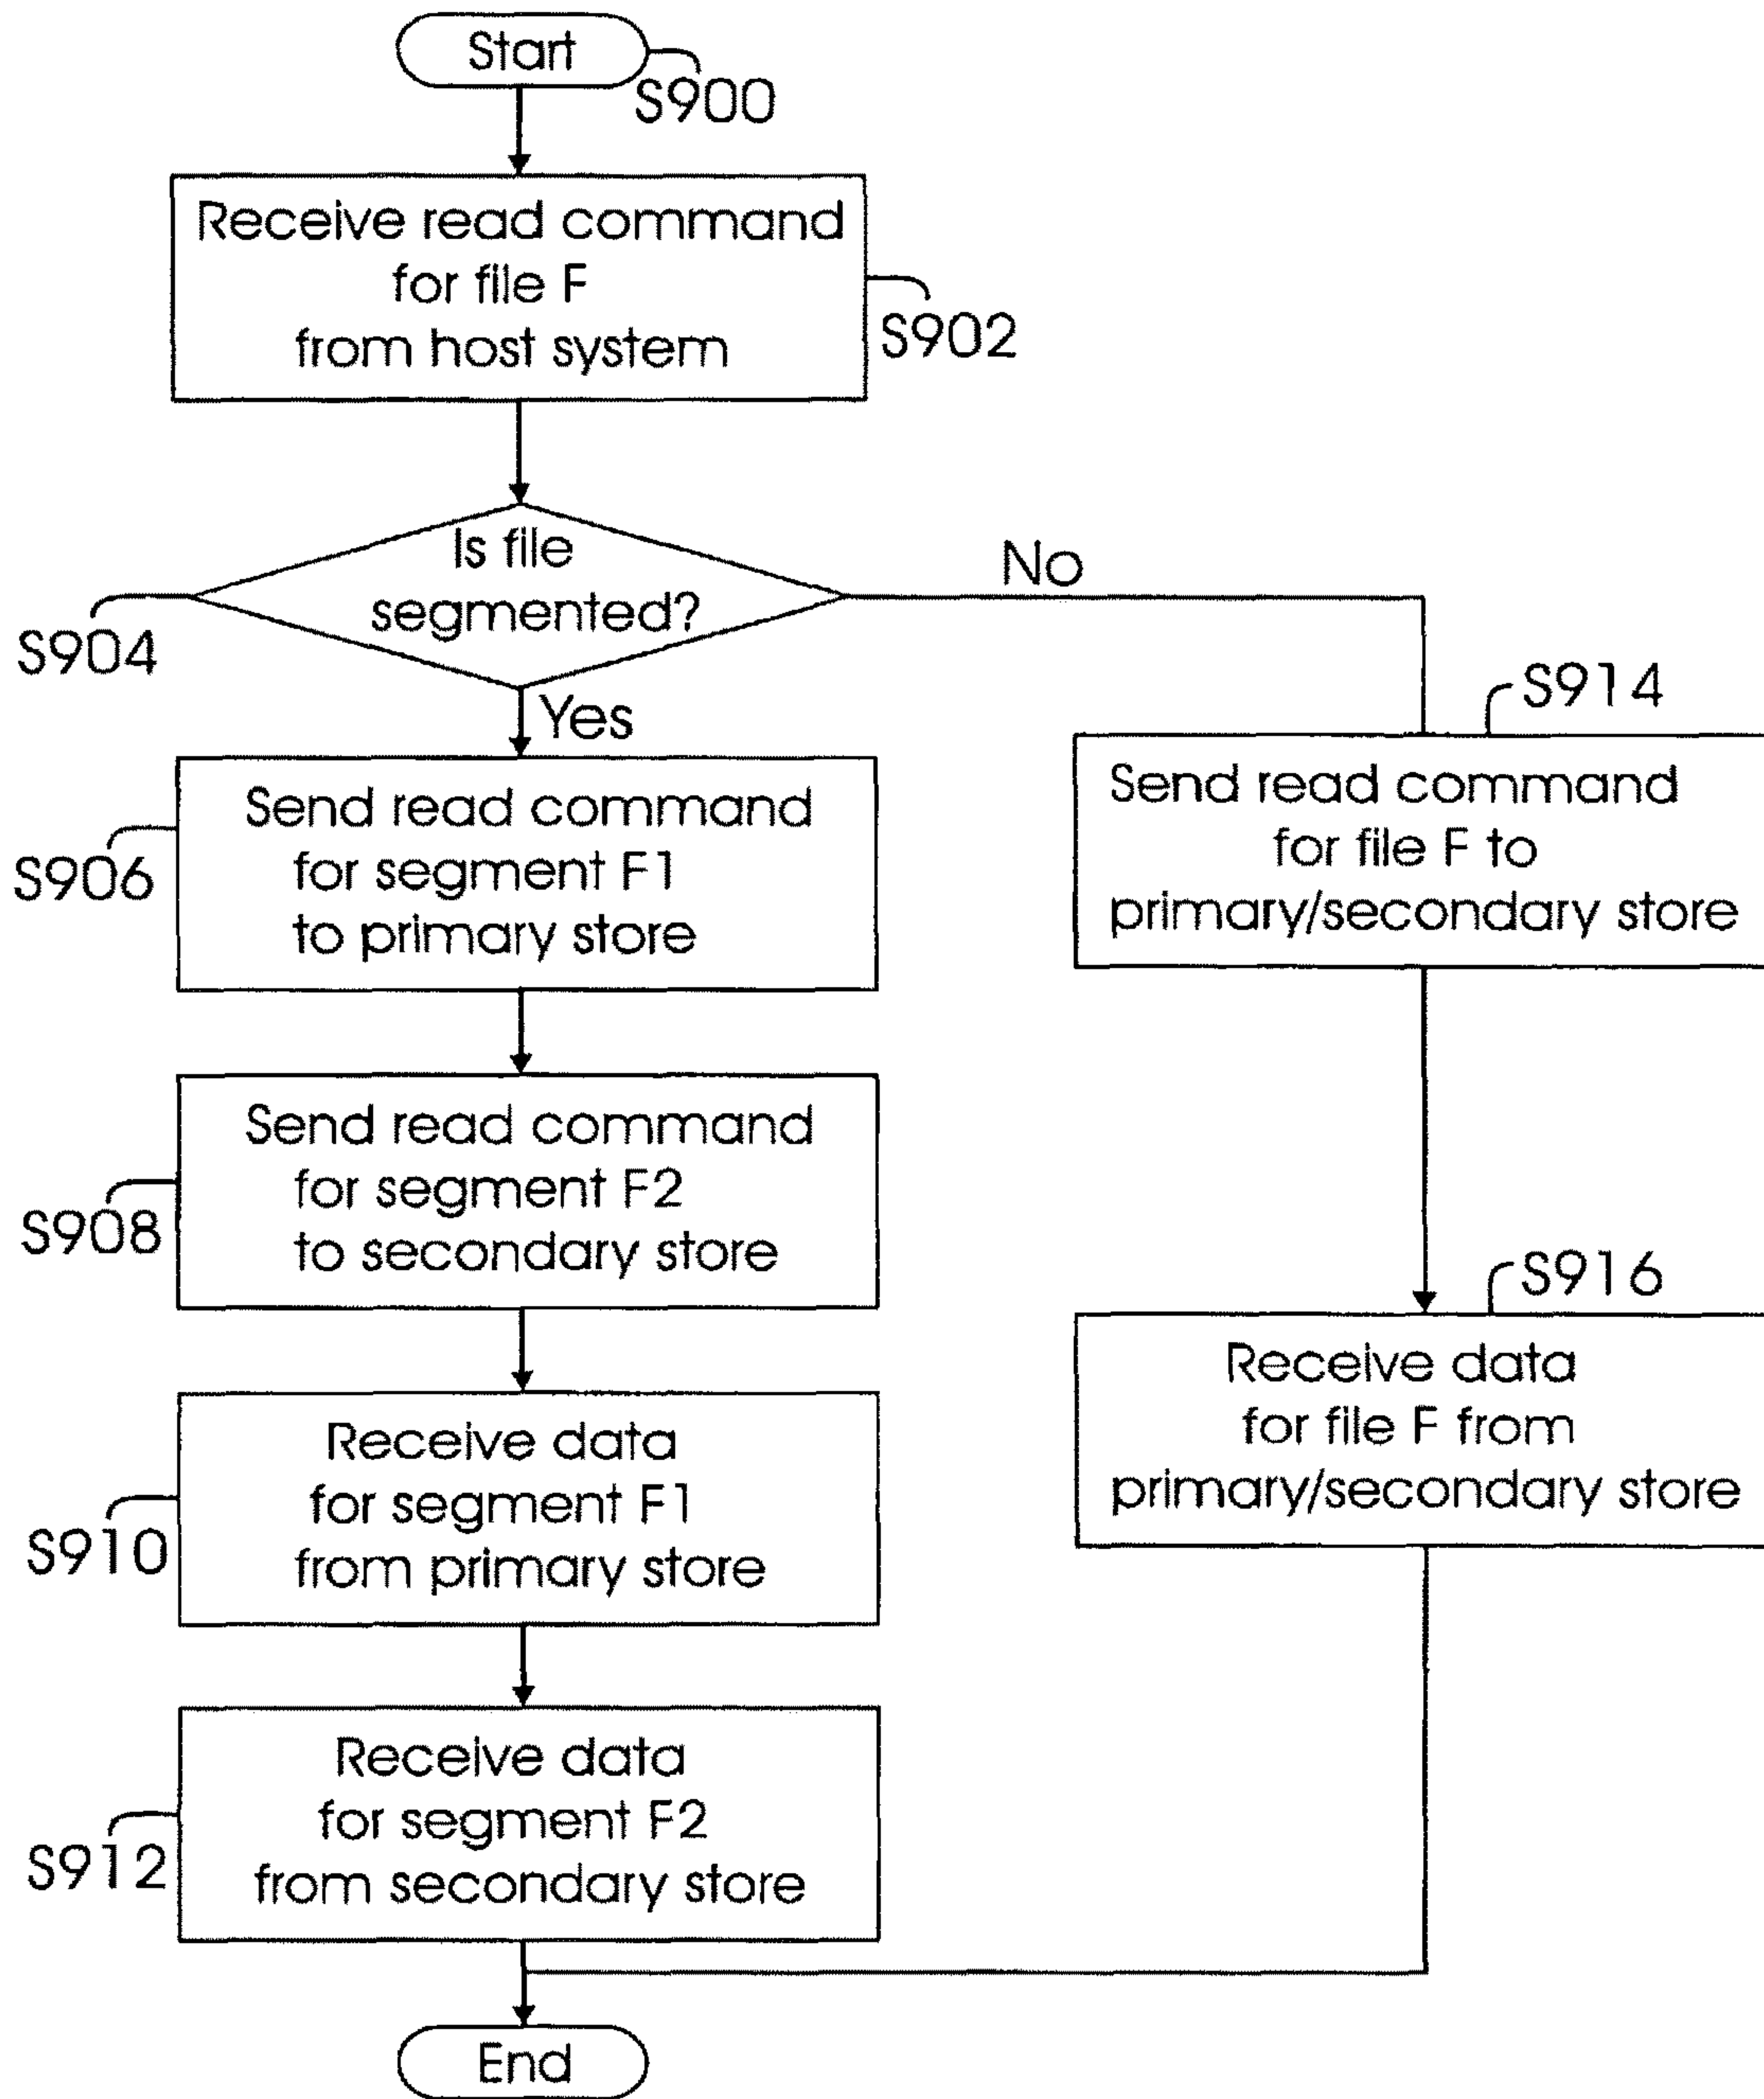 Start
S900
Receive read command
for file F
from host system
S902
Is file
segmented?
S904
No
Yes
Send read command
for segment F1
to primary store
S906
S914
Send read command
for file F to
primary/secondary store
Send read command
for segment F2
to secondary store
S908
S916
Receive data
for file F from
primary/secondary store
Receive data
for segment F1
from primary store
S910
Receive data
for segment F2
from secondary store
S912
End